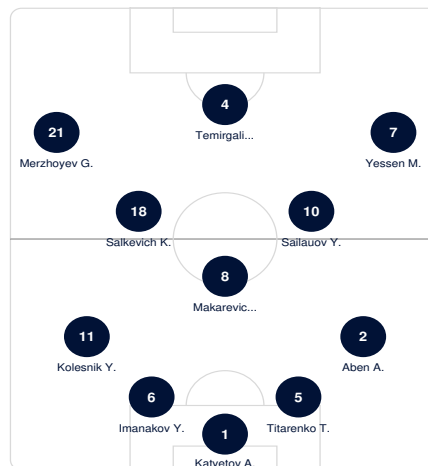 4
Temirgali...
21
7
Merzhoyev G.
Yessen M.
18
10
Salkevich K.
Sailauov Y.
8
Makarevic...
11
2
Kolesnik Y.
Aben A.
6
5
Imanakov Y.
Titarenko T.
1
Katyetov A.